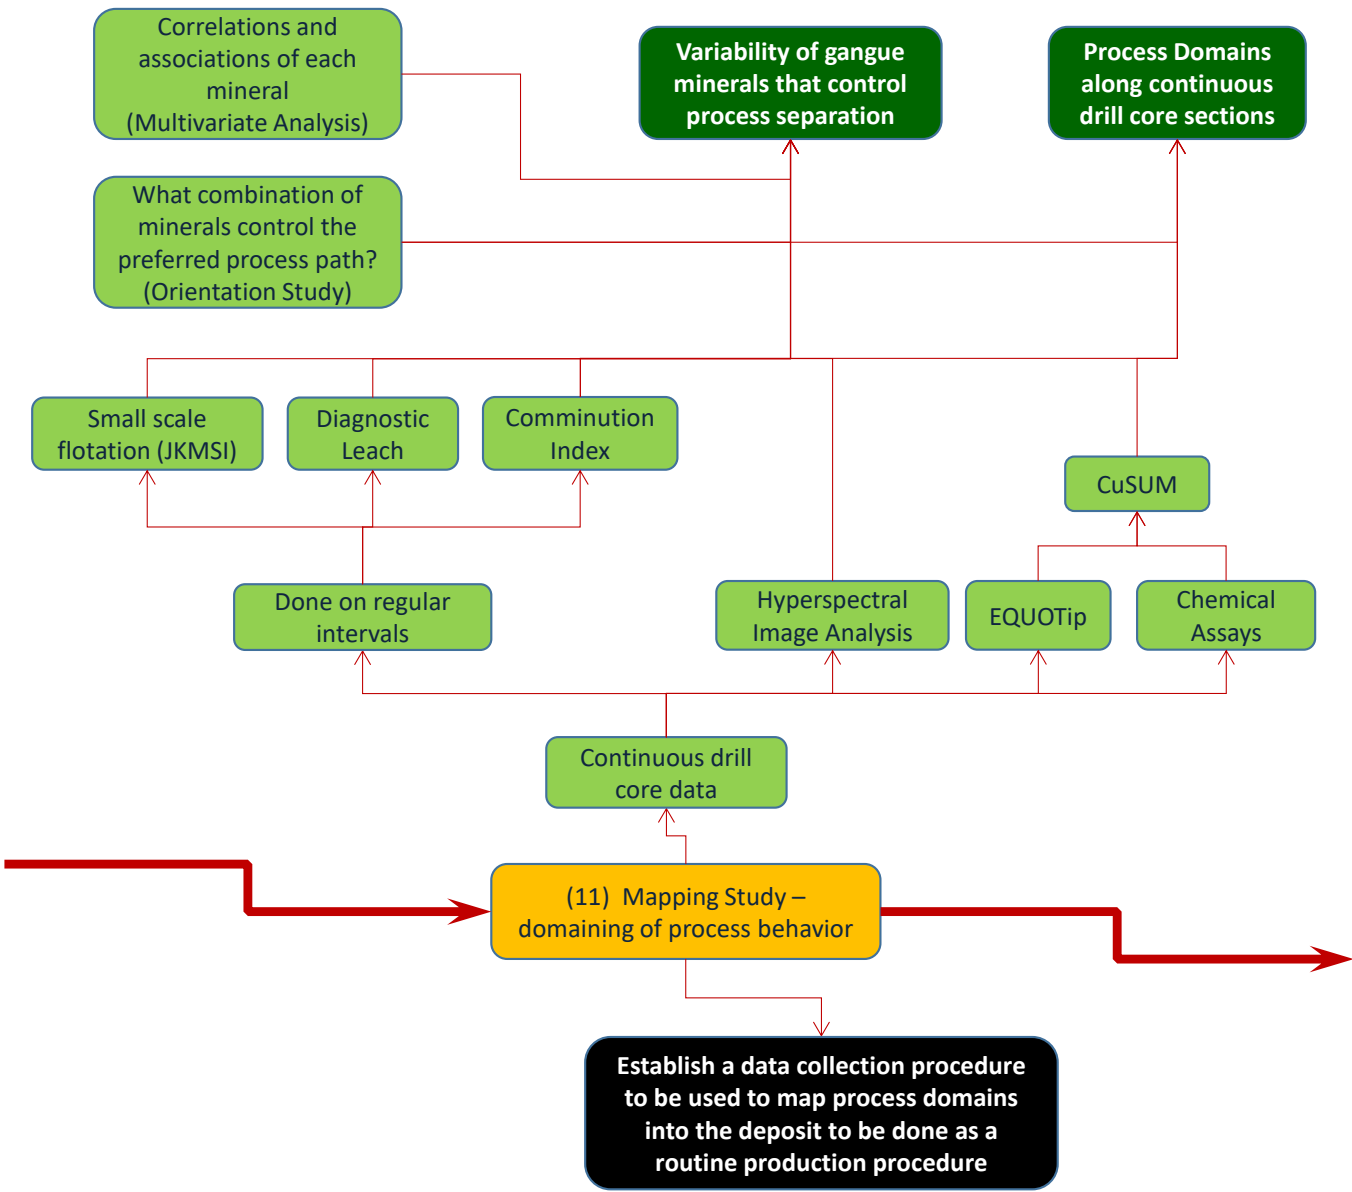 Correlations and
associations of each
mineral
(Multivariate Analysis)
Variability of gangue
minerals that control
process separation
Process Domains
along continuous
drill core sections
What combination of
minerals control the
preferred process path?
(Orientation Study)
Small scale
flotation (JKMSI)
Diagnostic
Leach
Comminution
Index
CuSUM
Done on regular
intervals
Hyperspectral
Image Analysis
EQUOTip
Chemical
Assays
Continuous drill
core data
(11)  Mapping Study –
domaining of process behavior
Establish a data collection procedure
to be used to map process domains
into the deposit to be done as a
routine production procedure